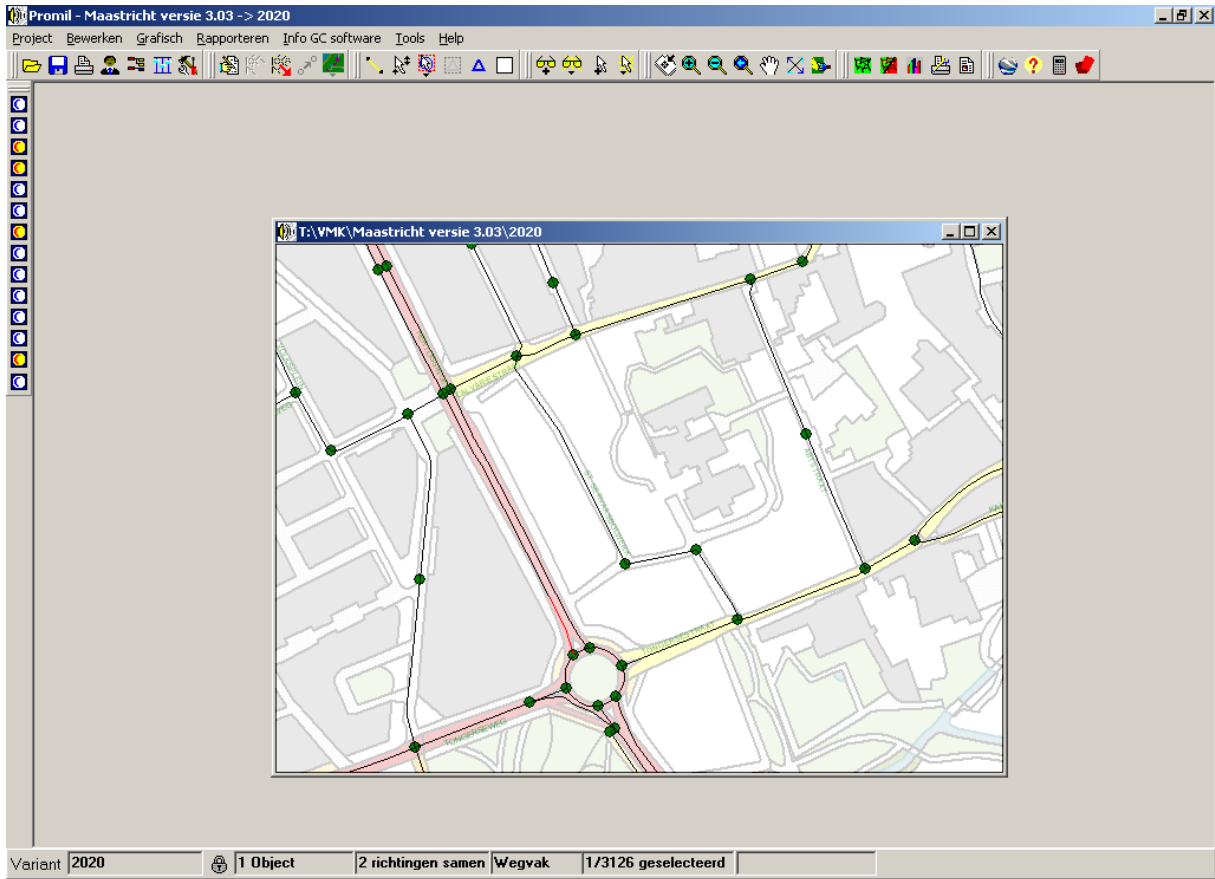 Promil - Maastricht versie 3.03 -> 2020
Project Bewerken Grafisch Rapporteren Info GC software Tools Help
T:\VMK\Maastricht versie 3.03\2020
TONGERSEWEG
Variant 2020 1 Object 2 richtingen samen Wegvak 1/3126 geselecteerd